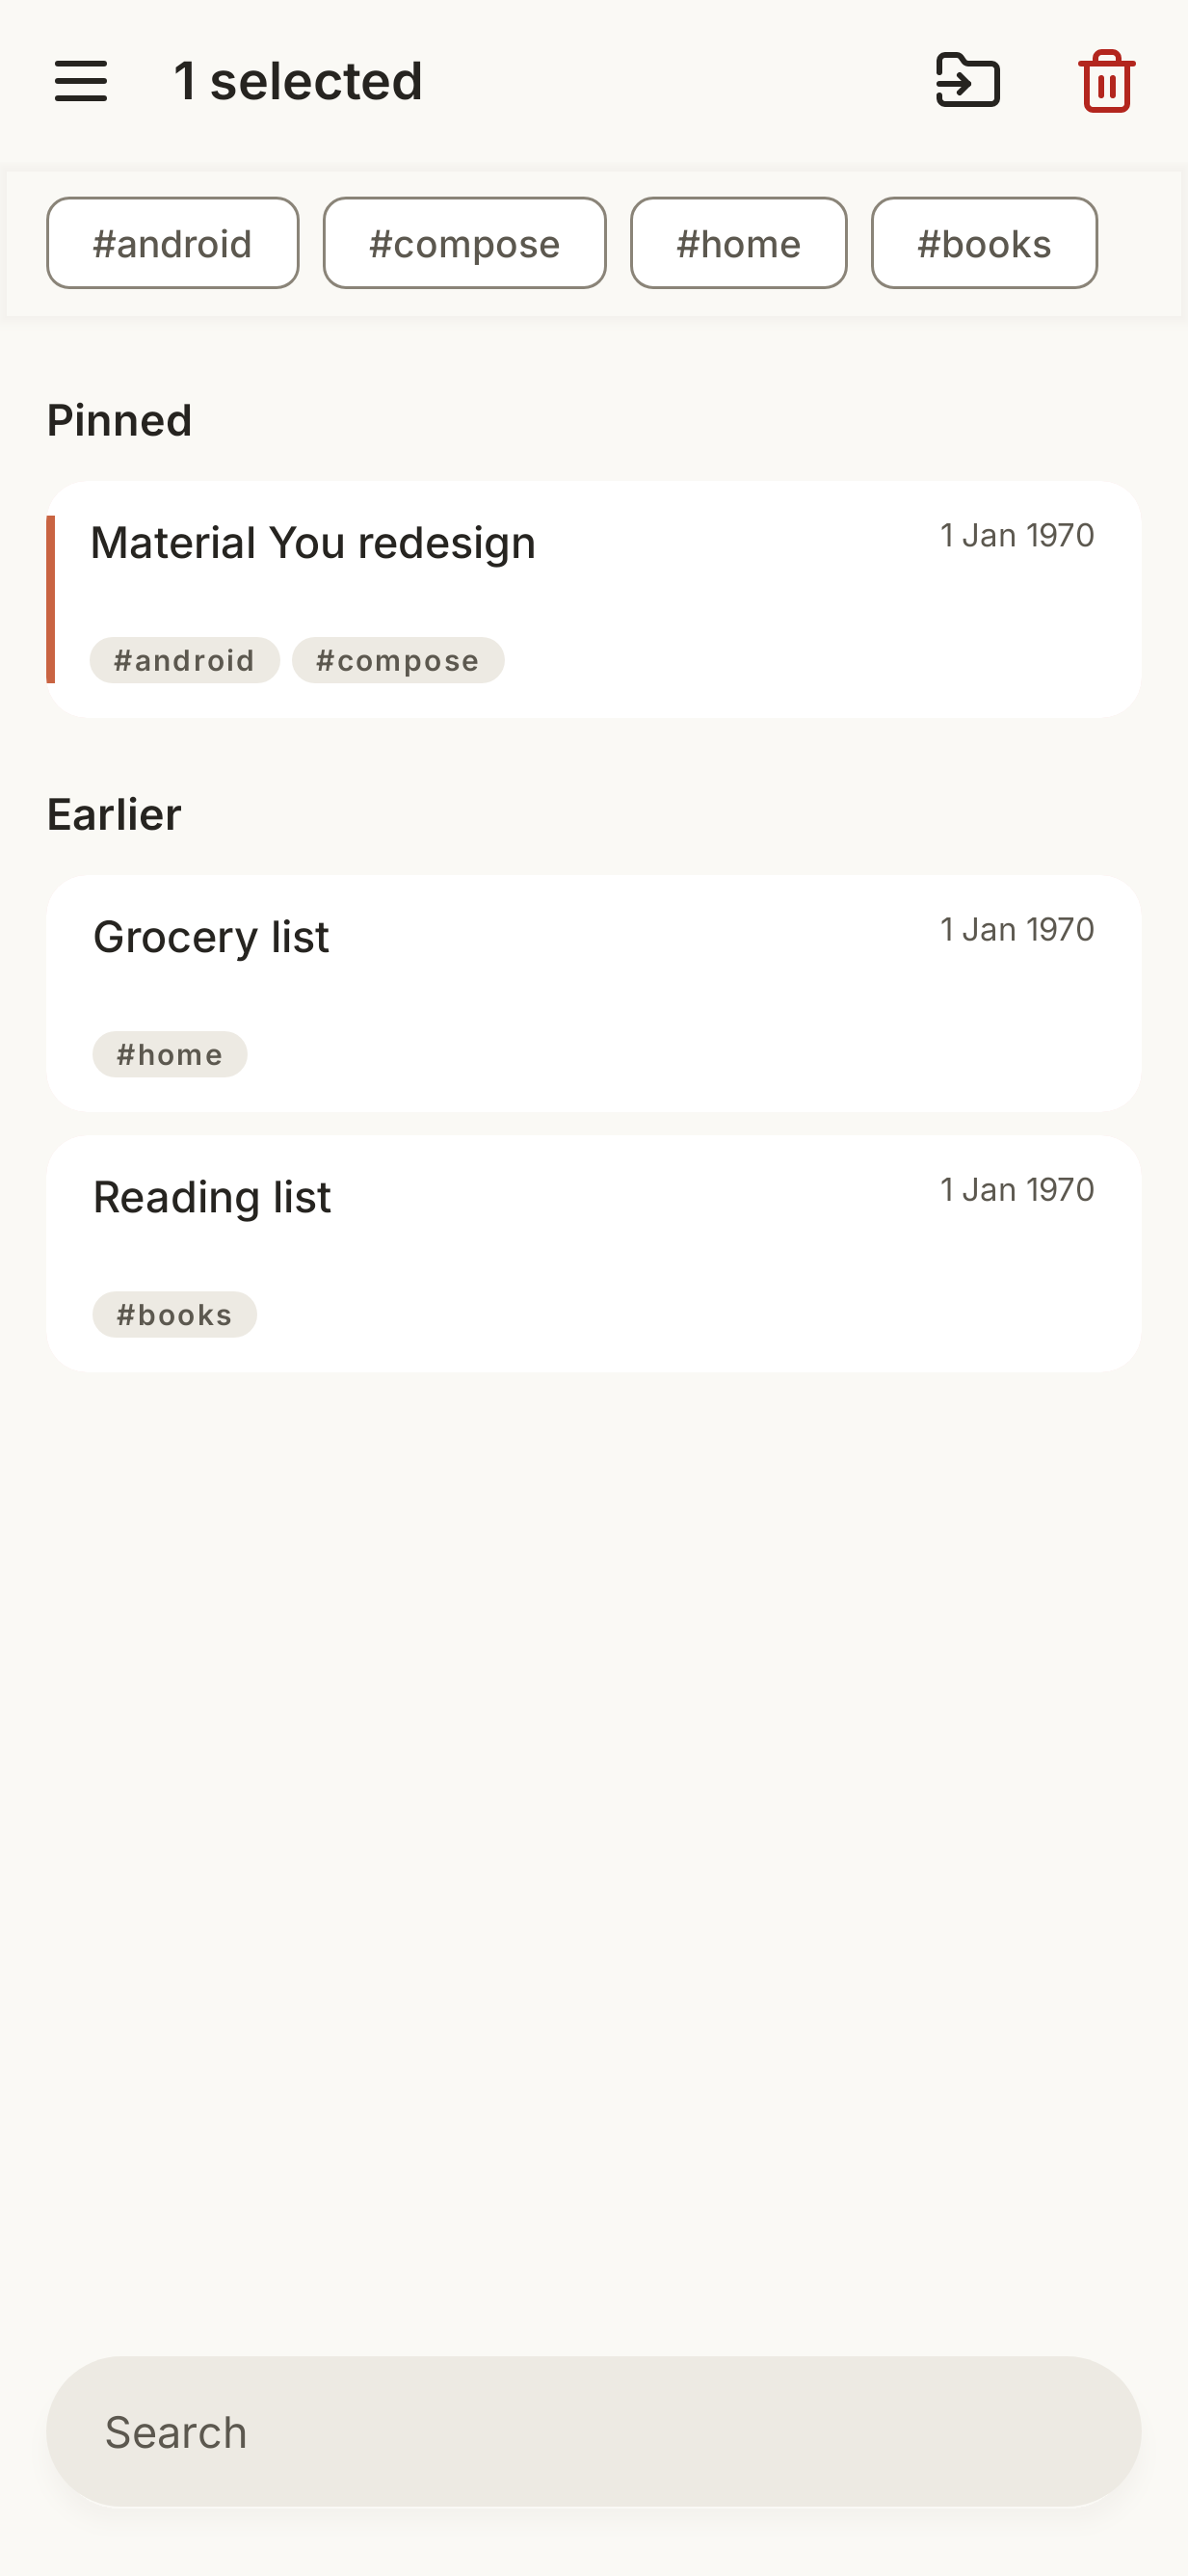 1 selected
#android #compose #home #books
Pinned
Material You redesign 1 Jan 1970
#android #compose
Earlier
Grocery list 1 Jan 1970
#home
Reading list 1 Jan 1970
#books
Search